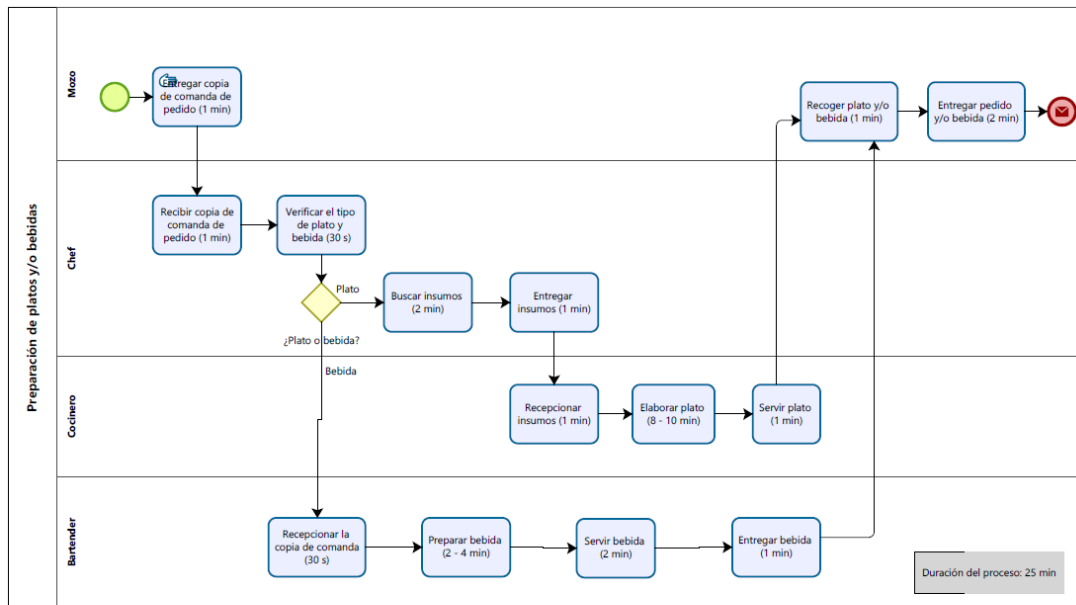 Preparación de platos y/o bebidas
Mozo
Entregar copia
de comanda de
pedido (1 min)
Recoger plato y/o
bebida (1 min)
Entregar pedido
y/o bebida (2 min)
Chef
Recibir copia de
comanda de
pedido (1 min)
Verificar el tipo
de plato y
bebida (30 s)
¿Plato o bebida?
Plato
Buscar insumos
(2 min)
Entregar
insumos (1 min)
Bebida
Cocinero
Recepcionar
insumos (1 min)
Elaborar plato
(8 - 10 min)
Servir plato
(1 min)
Bartender
Recepcionar la
copia de comanda
(30 s)
Preparar bebida
(2 - 4 min)
Servir bebida
(2 min)
Entregar bebida
(1 min)
Duración del proceso: 25 min